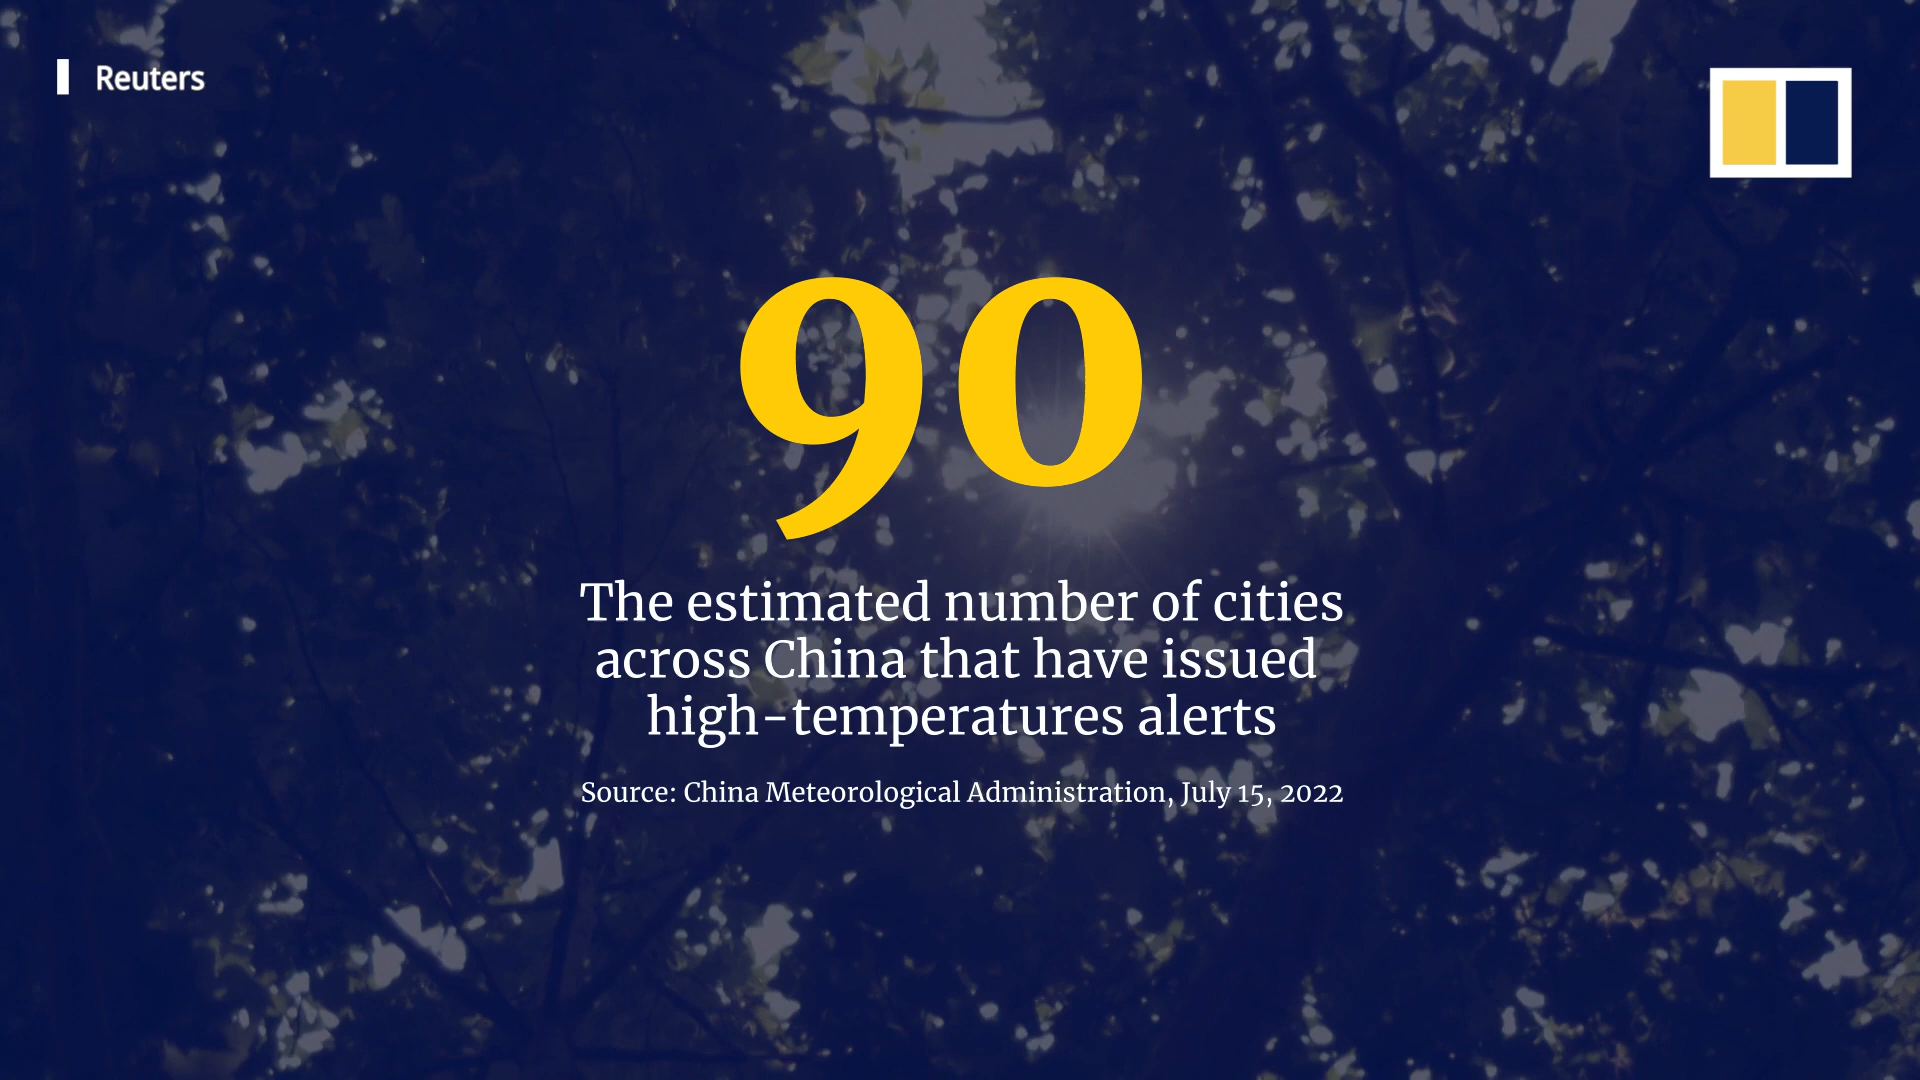 Reuters
90
The estimated number of cities
across China that have issued
high-temperatures alerts
Source: China Meteorological Administration, July 15, 2022